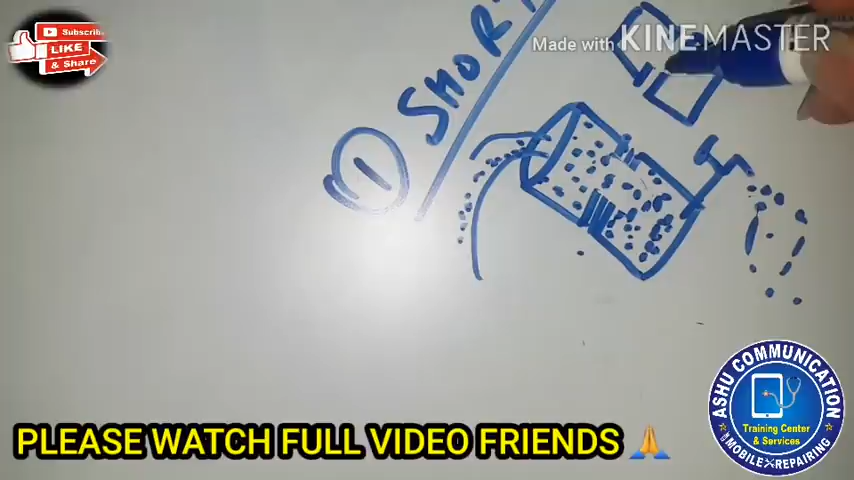 Subscribe
LIKE
& Share
Made with KINEMASTER
① SHORT
PLEASE WATCH FULL VIDEO FRIENDS 🙏
ASHU COMMUNICATION
Training Center
& Services
MOBILE REPAIRING